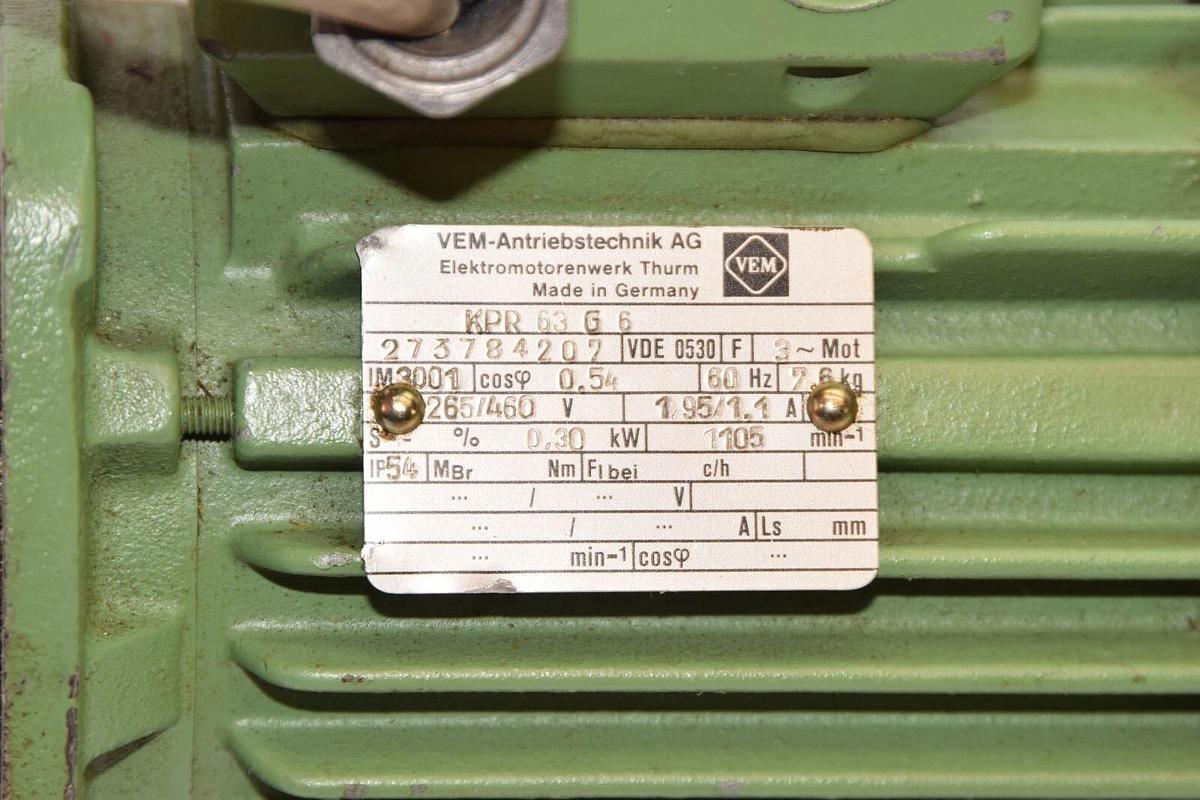 VEM-Antriebstechnik AG
Elektromotorenwerk Thurm
Made in Germany
VEM
KPR 63 G 6
273784202 VDE 0530 F 3 ~ Mot
IM3001 cosφ 0.54 60 Hz 7.6 kg
265/460 V 1,95/1.1 A
S - % 0,30 kW 1105 min-1
IP54 MBr Nm FI bei c/h
... / ... V
... / ... A Ls mm
... min-1 cosφ ...